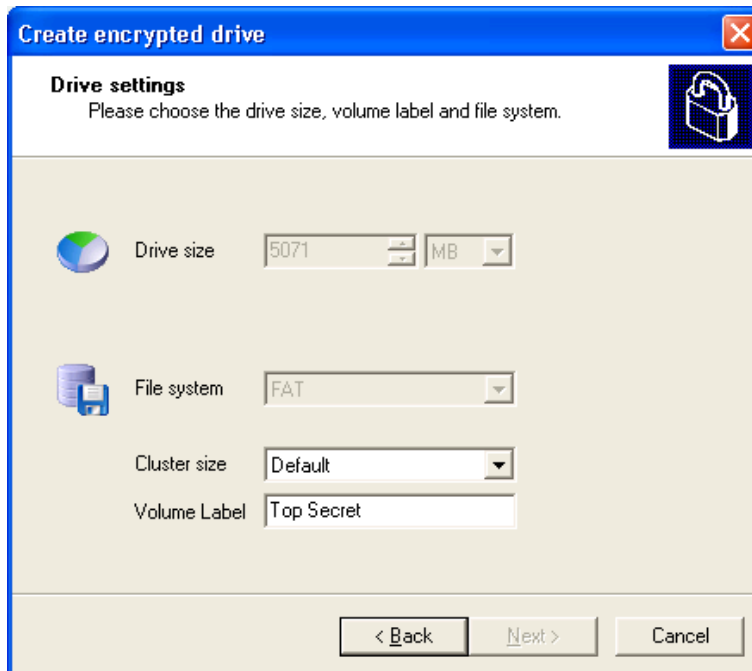 Create encrypted drive
Drive settings
Please choose the drive size, volume label and file system.
Drive size 5071 MB
File system FAT
Cluster size Default
Volume Label Top Secret
< Back Next > Cancel